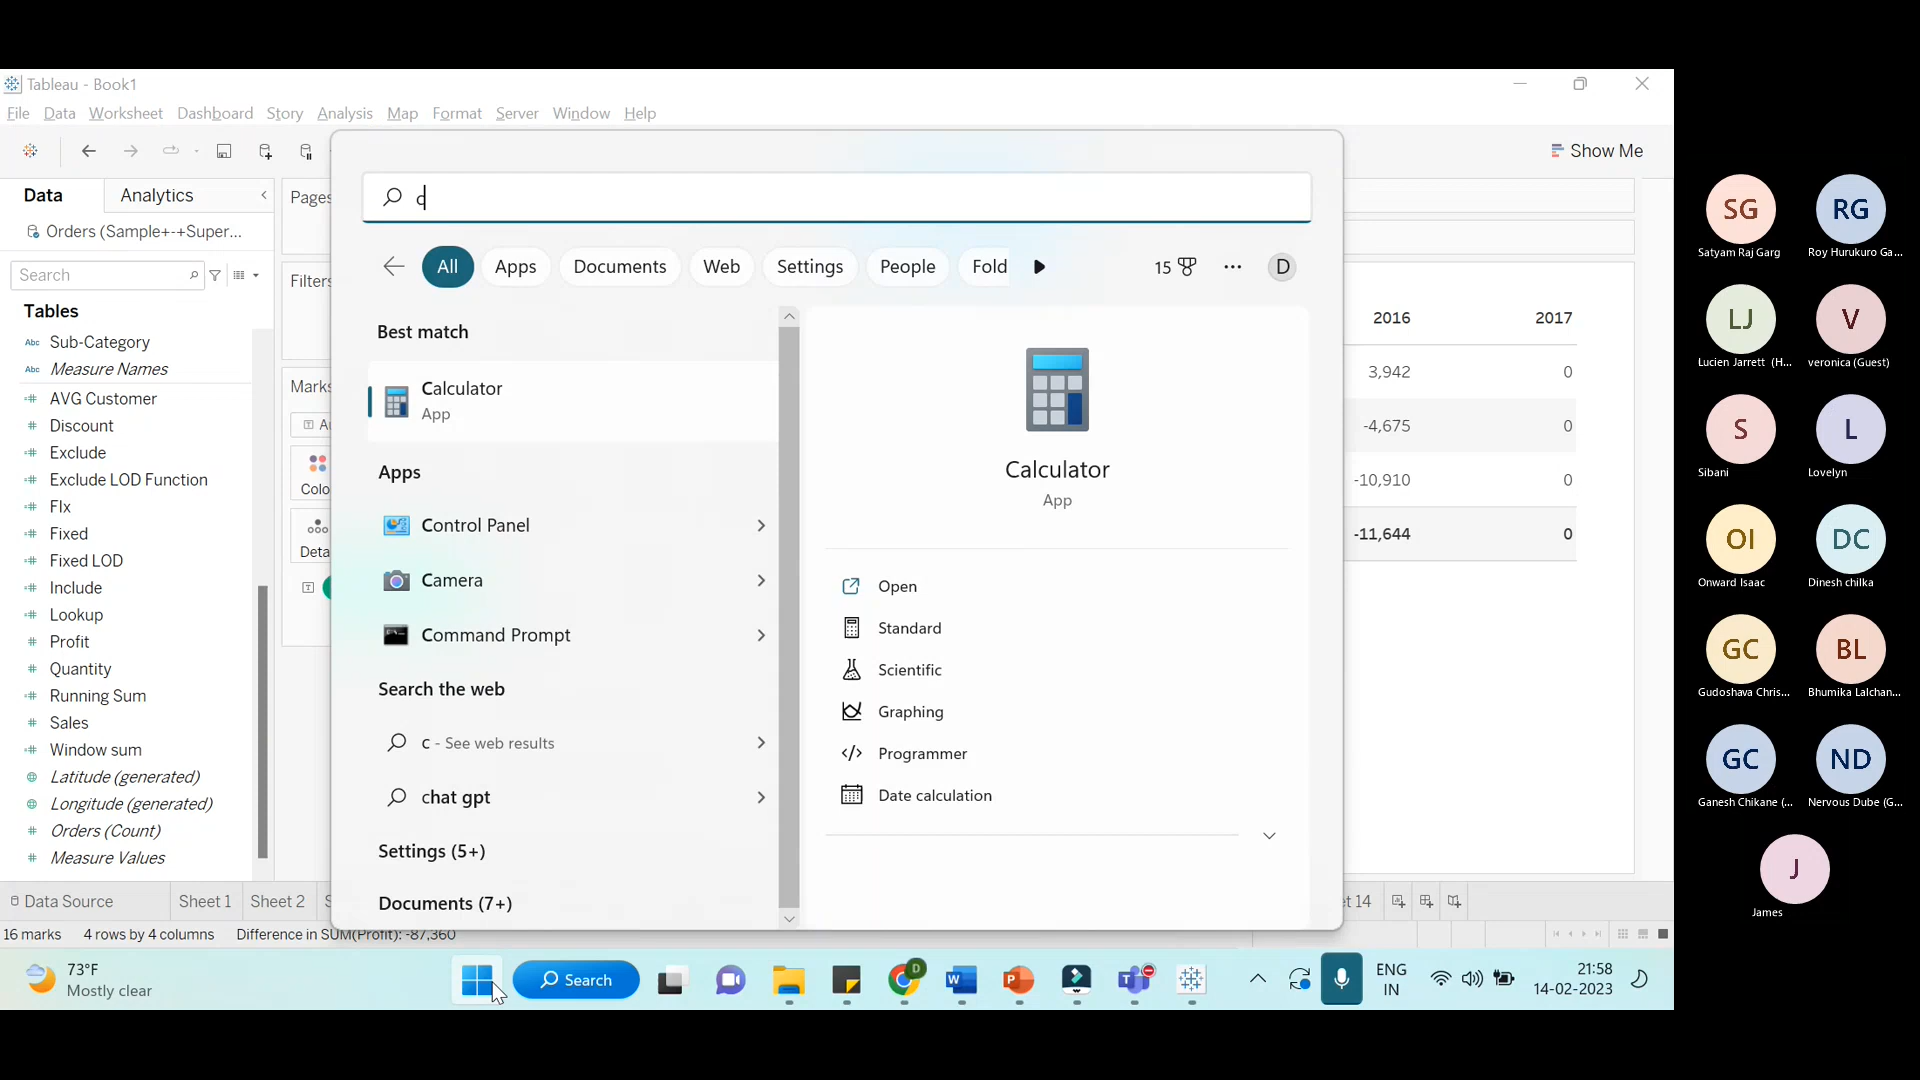 Tableau - Book1
File Data Worksheet Dashboard Story Analysis Map Format Server Window Help
Show Me
Data Analytics
Orders (Sample+-+Super...
Search
Tables
Abc Sub-Category
Abc Measure Names
AVG Customer
Discount
Exclude
Exclude LOD Function
FIx
Fixed
Fixed LOD
Include
Lookup
Profit
Quantity
Running Sum
Sales
Window sum
Latitude (generated)
Longitude (generated)
Orders (Count)
Measure Values
Pages
Filters
Marks
Colo
Deta
c
All Apps Documents Web Settings People Fold 15 D
Best match
Calculator
App
Apps
Control Panel
Camera
Command Prompt
Search the web
c - See web results
chat gpt
Settings (5+)
Documents (7+)
Calculator
App
Open
Standard
Scientific
Graphing
Programmer
Date calculation
2016 2017
3,942 0
-4,675 0
-10,910 0
-11,644 0
Data Source Sheet 1 Sheet 2 S et 14
16 marks 4 rows by 4 columns Difference in SUM(Profit): -87,360
73°F
Mostly clear
Search
ENG
IN
21:58
14-02-2023
SG RG
Satyam Raj Garg Roy Hurukuro Ga...
LJ V
Lucien Jarrett (H... veronica (Guest)
S L
Sibani Lovelyn
OI DC
Onward Isaac Dinesh chilka
GC BL
Gudoshava Chris... Bhumika Lalchan...
GC ND
Ganesh Chikane (... Nervous Dube (G...
J
James